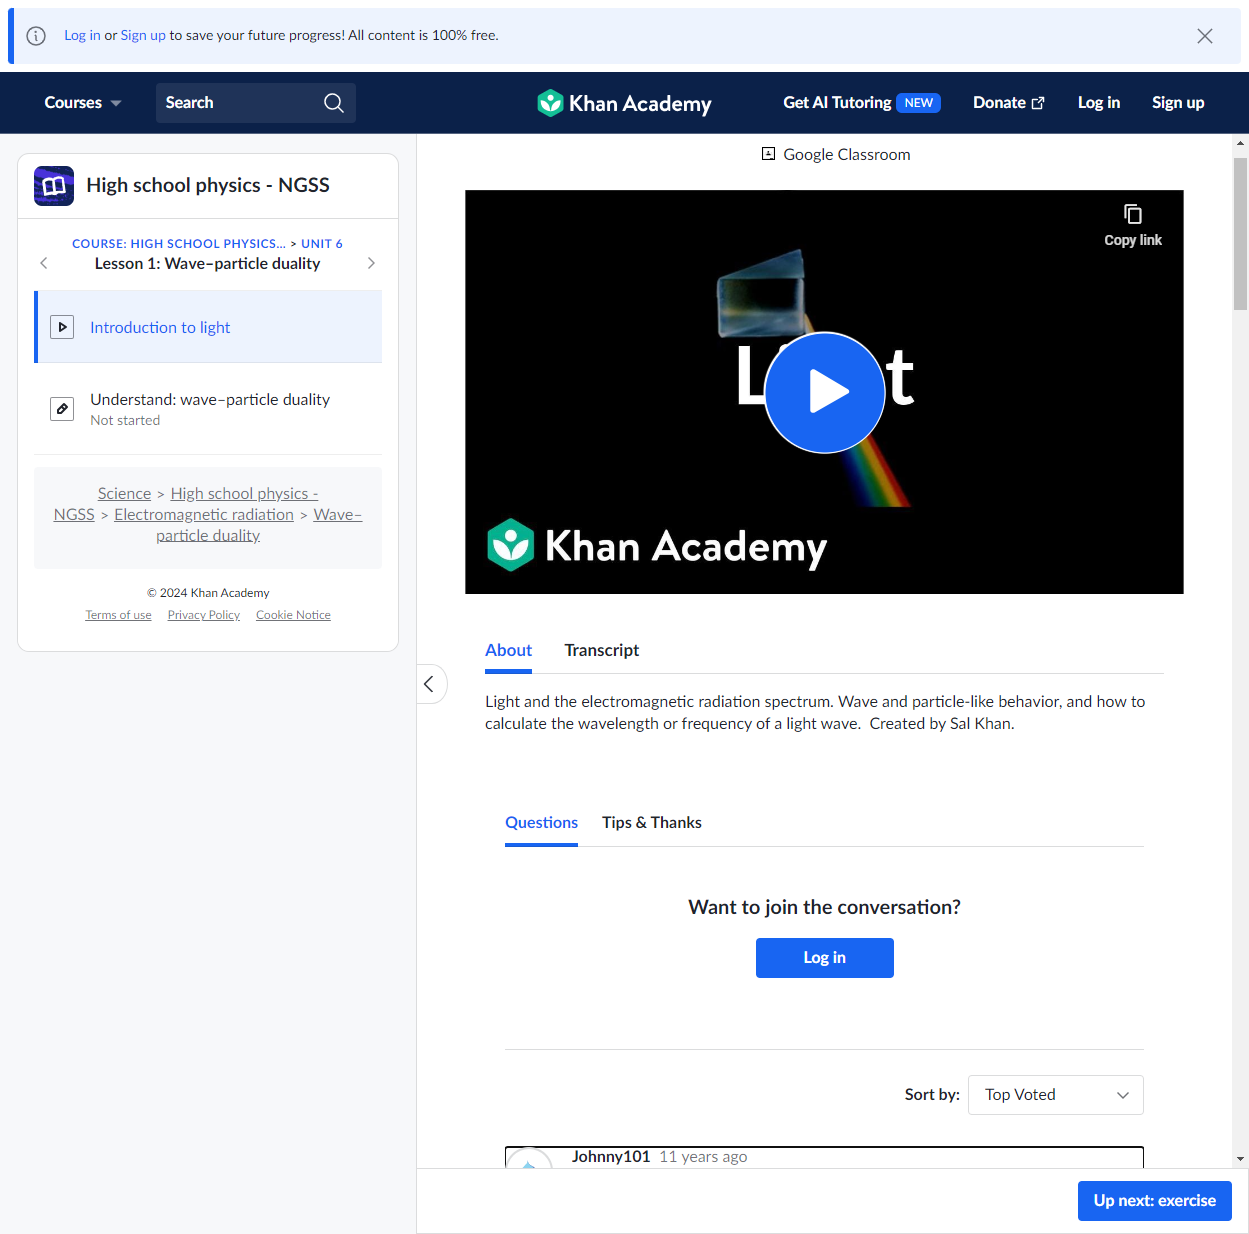 Log in or Sign up to save your future progress! All content is 100% free.
Courses
Search
Khan Academy
Get AI Tutoring NEW
Donate
Log in
Sign up
High school physics - NGSS
COURSE: HIGH SCHOOL PHYSICS... > UNIT 6
Lesson 1: Wave–particle duality
Introduction to light
Understand: wave–particle duality
Not started
Science > High school physics -
NGSS > Electromagnetic radiation > Wave–
particle duality
© 2024 Khan Academy
Terms of use Privacy Policy Cookie Notice
Google Classroom
Copy link
Khan Academy
About Transcript
Light and the electromagnetic radiation spectrum. Wave and particle-like behavior, and how to
calculate the wavelength or frequency of a light wave. Created by Sal Khan.
Questions Tips & Thanks
Want to join the conversation?
Log in
Sort by: Top Voted
Johnny101 11 years ago
Up next: exercise